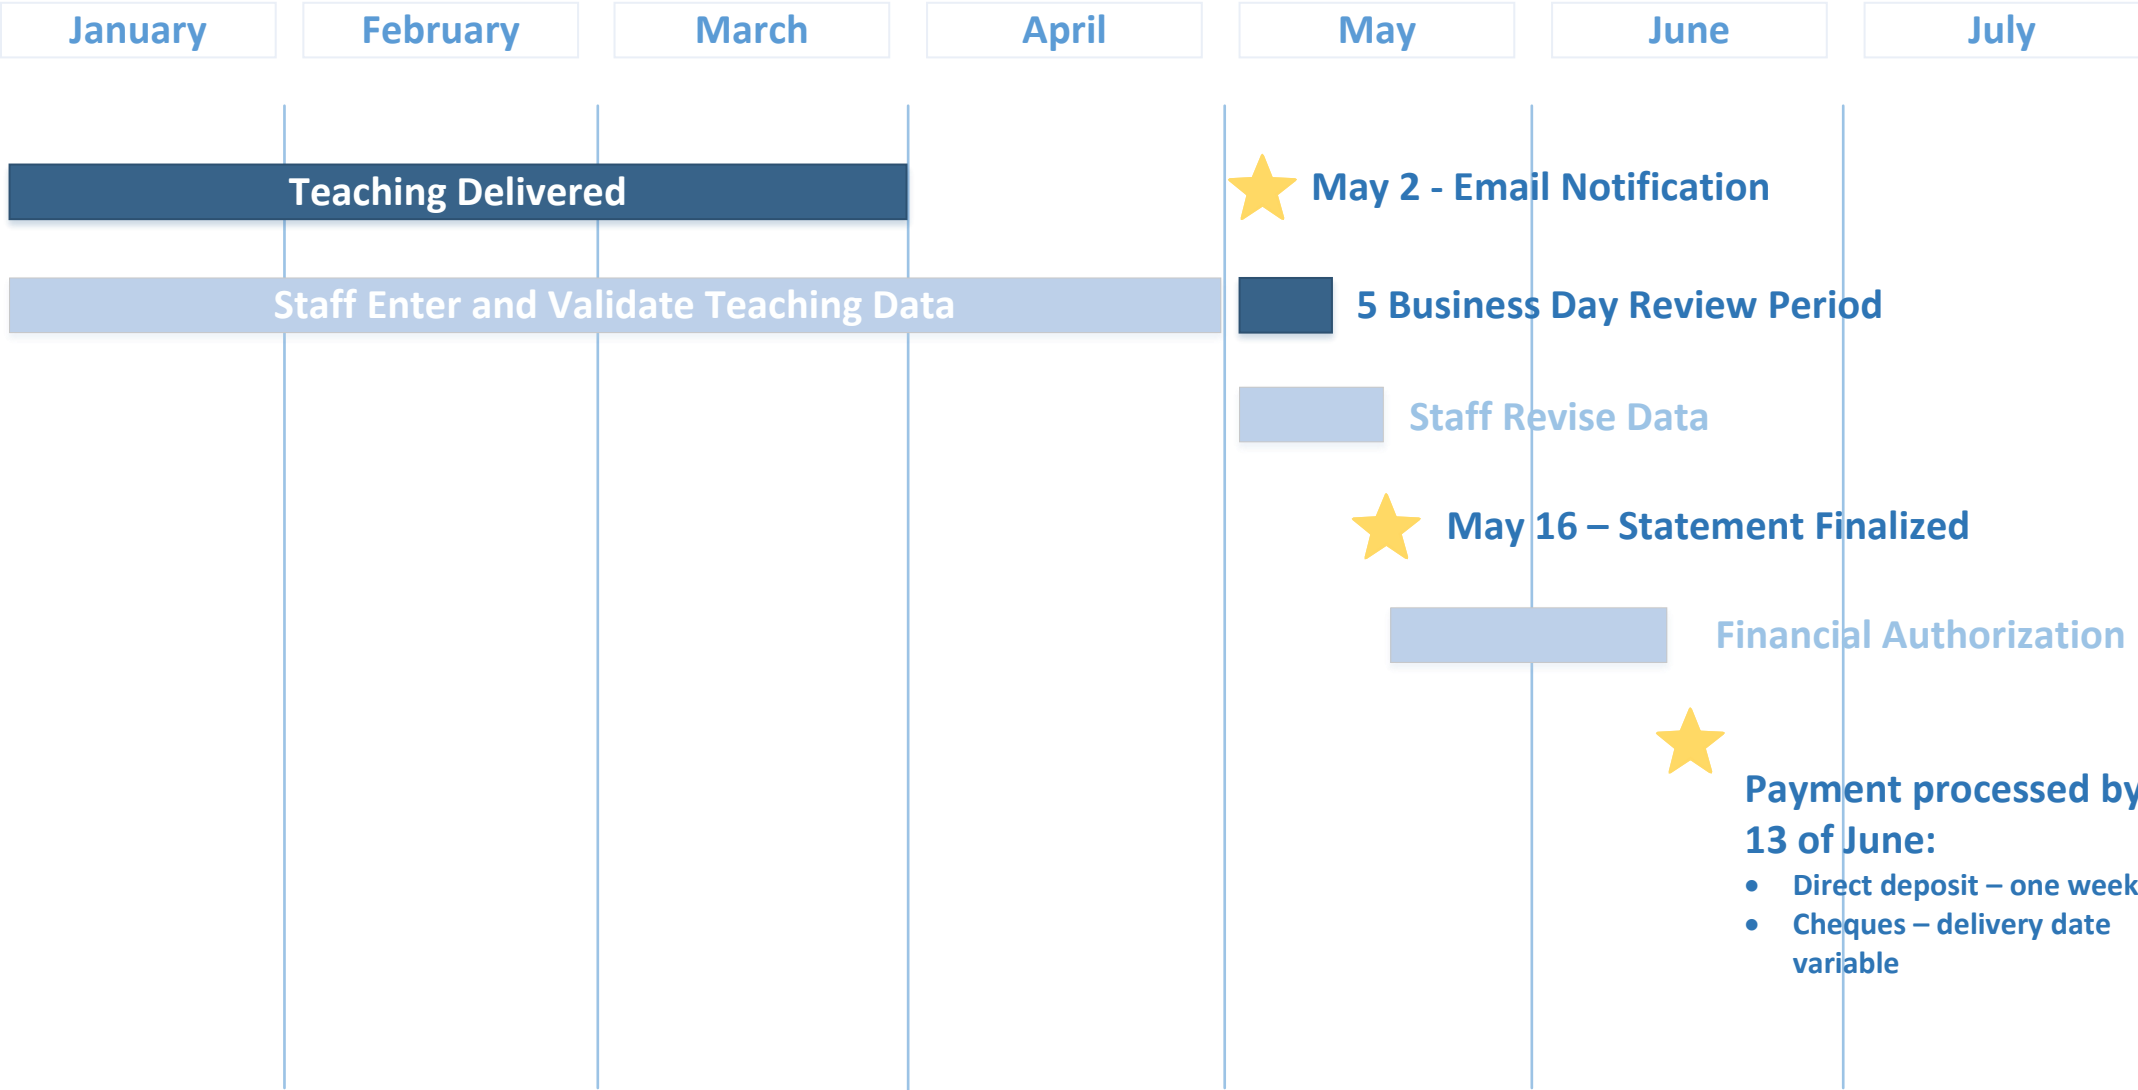 January February March April May June July
Teaching Delivered
May 2 - Email Notification
Staff Enter and Validate Teaching Data
5 Business Day Review Period
Staff Revise Data
May 16 – Statement Finalized
Financial Authorization
Payment processed by
13 of June:
• Direct deposit – one week
• Cheques – delivery date
variable